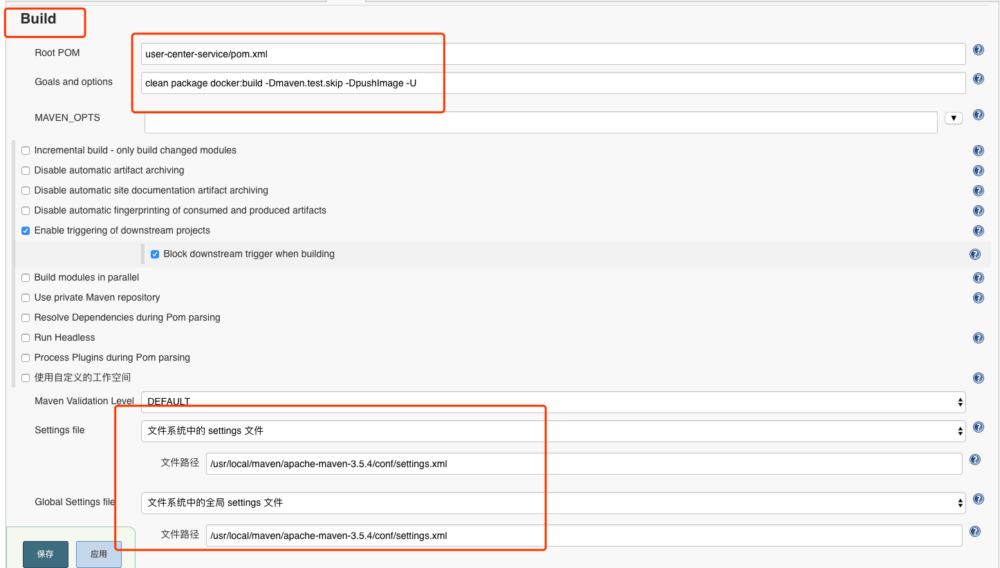 Build
Root POM
user-center-service/pom.xml
Goals and options
clean package docker:build -Dmaven.test.skip -DpushImage -U
MAVEN_OPTS
Incremental build - only build changed modules
Disable automatic artifact archiving
Disable automatic site documentation artifact archiving
Disable automatic fingerprinting of consumed and produced artifacts
Enable triggering of downstream projects
Block downstream trigger when building
Build modules in parallel
Use private Maven repository
Resolve Dependencies during Pom parsing
Run Headless
Process Plugins during Pom parsing
使用自定义的工作空间
Maven Validation Level
DEFAULT
Settings file
文件系统中的 settings 文件
文件路径
/usr/local/maven/apache-maven-3.5.4/conf/settings.xml
Global Settings file
文件系统中的全局 settings 文件
文件路径
/usr/local/maven/apache-maven-3.5.4/conf/settings.xml
保存
应用